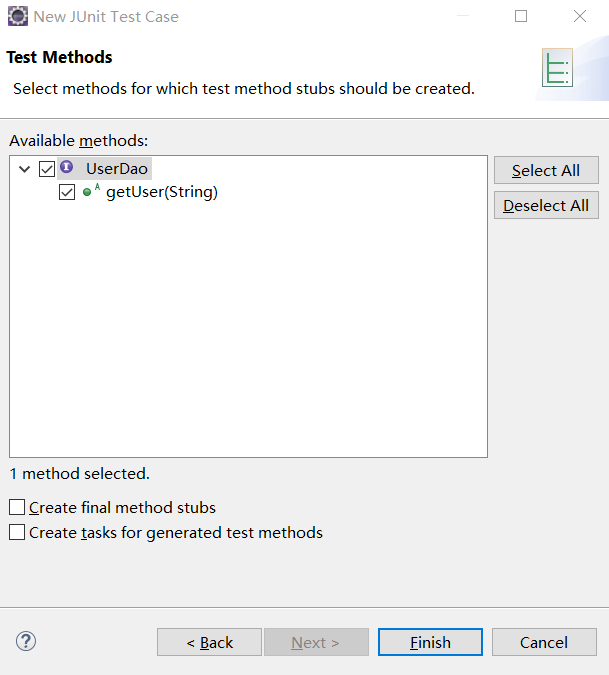 New JUnit Test Case
Test Methods
Select methods for which test method stubs should be created.
Available methods:
UserDao
getUser(String)
Select All
Deselect All
1 method selected.
Create final method stubs
Create tasks for generated test methods
< Back
Next >
Finish
Cancel